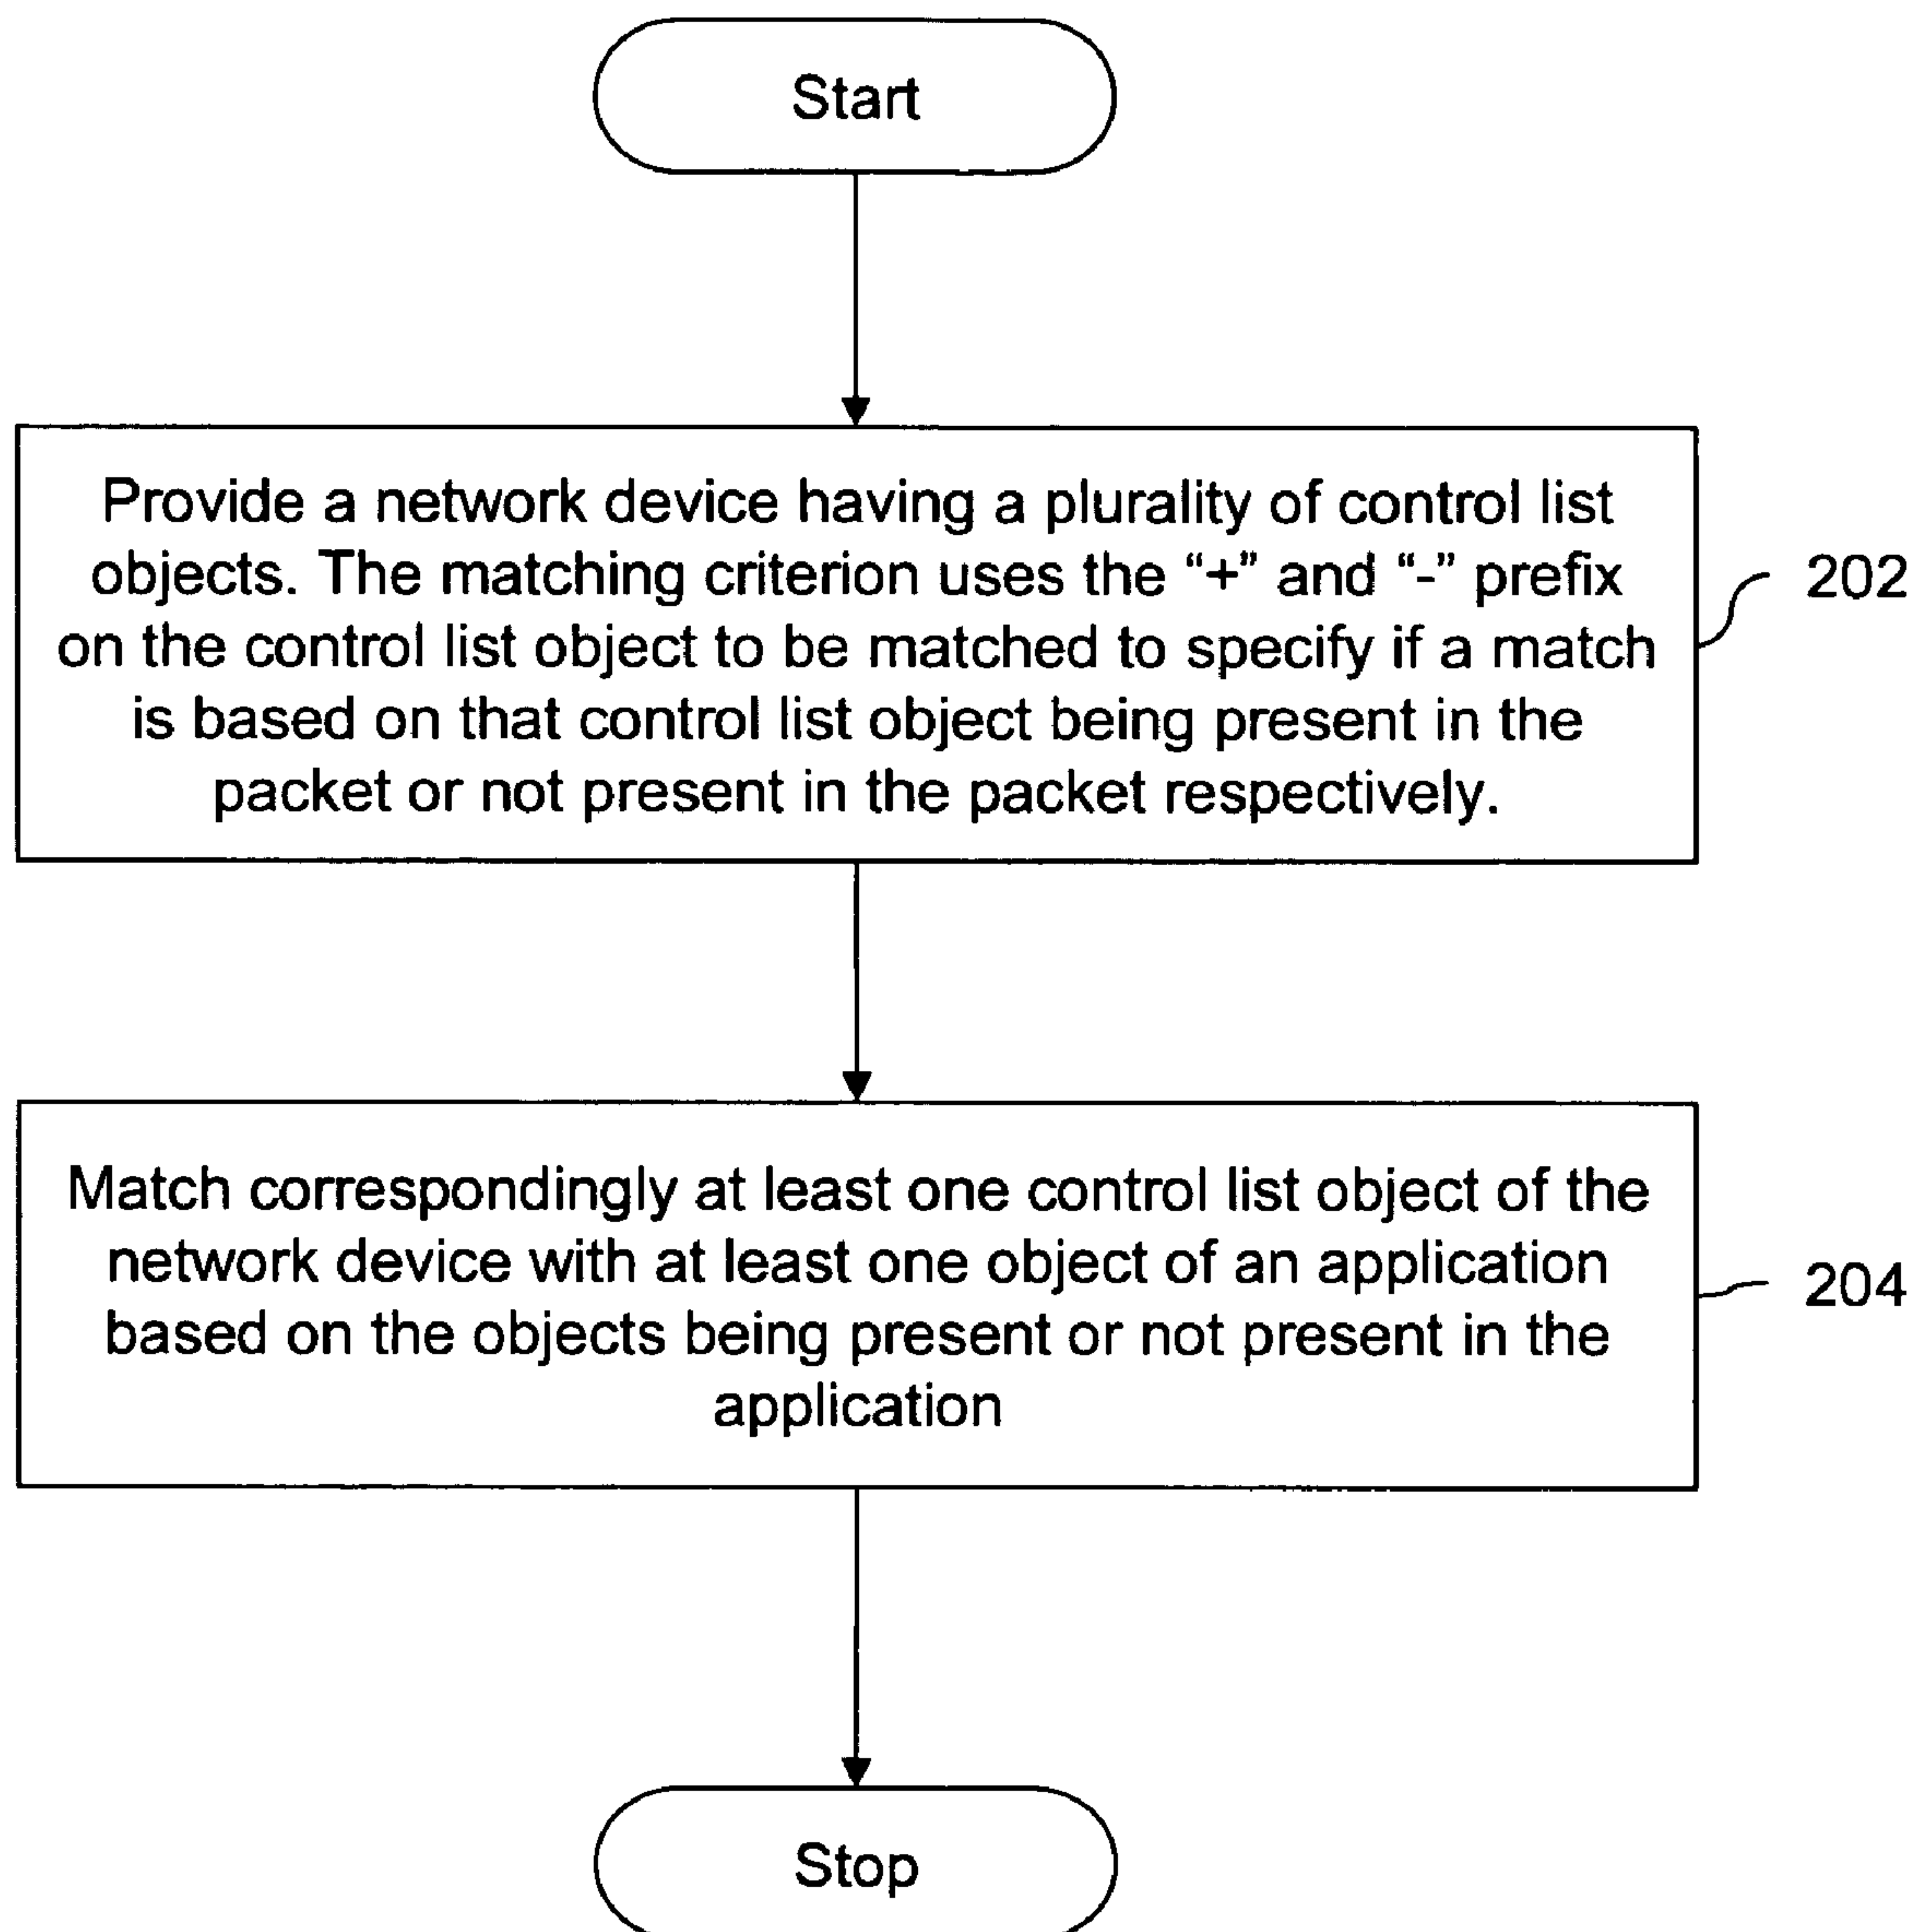 Start
Provide a network device having a plurality of control list
objects. The matching criterion uses the “+” and “-” prefix
on the control list object to be matched to specify if a match
is based on that control list object being present in the
packet or not present in the packet respectively.
202
Match correspondingly at least one control list object of the
network device with at least one object of an application
based on the objects being present or not present in the
application
204
Stop